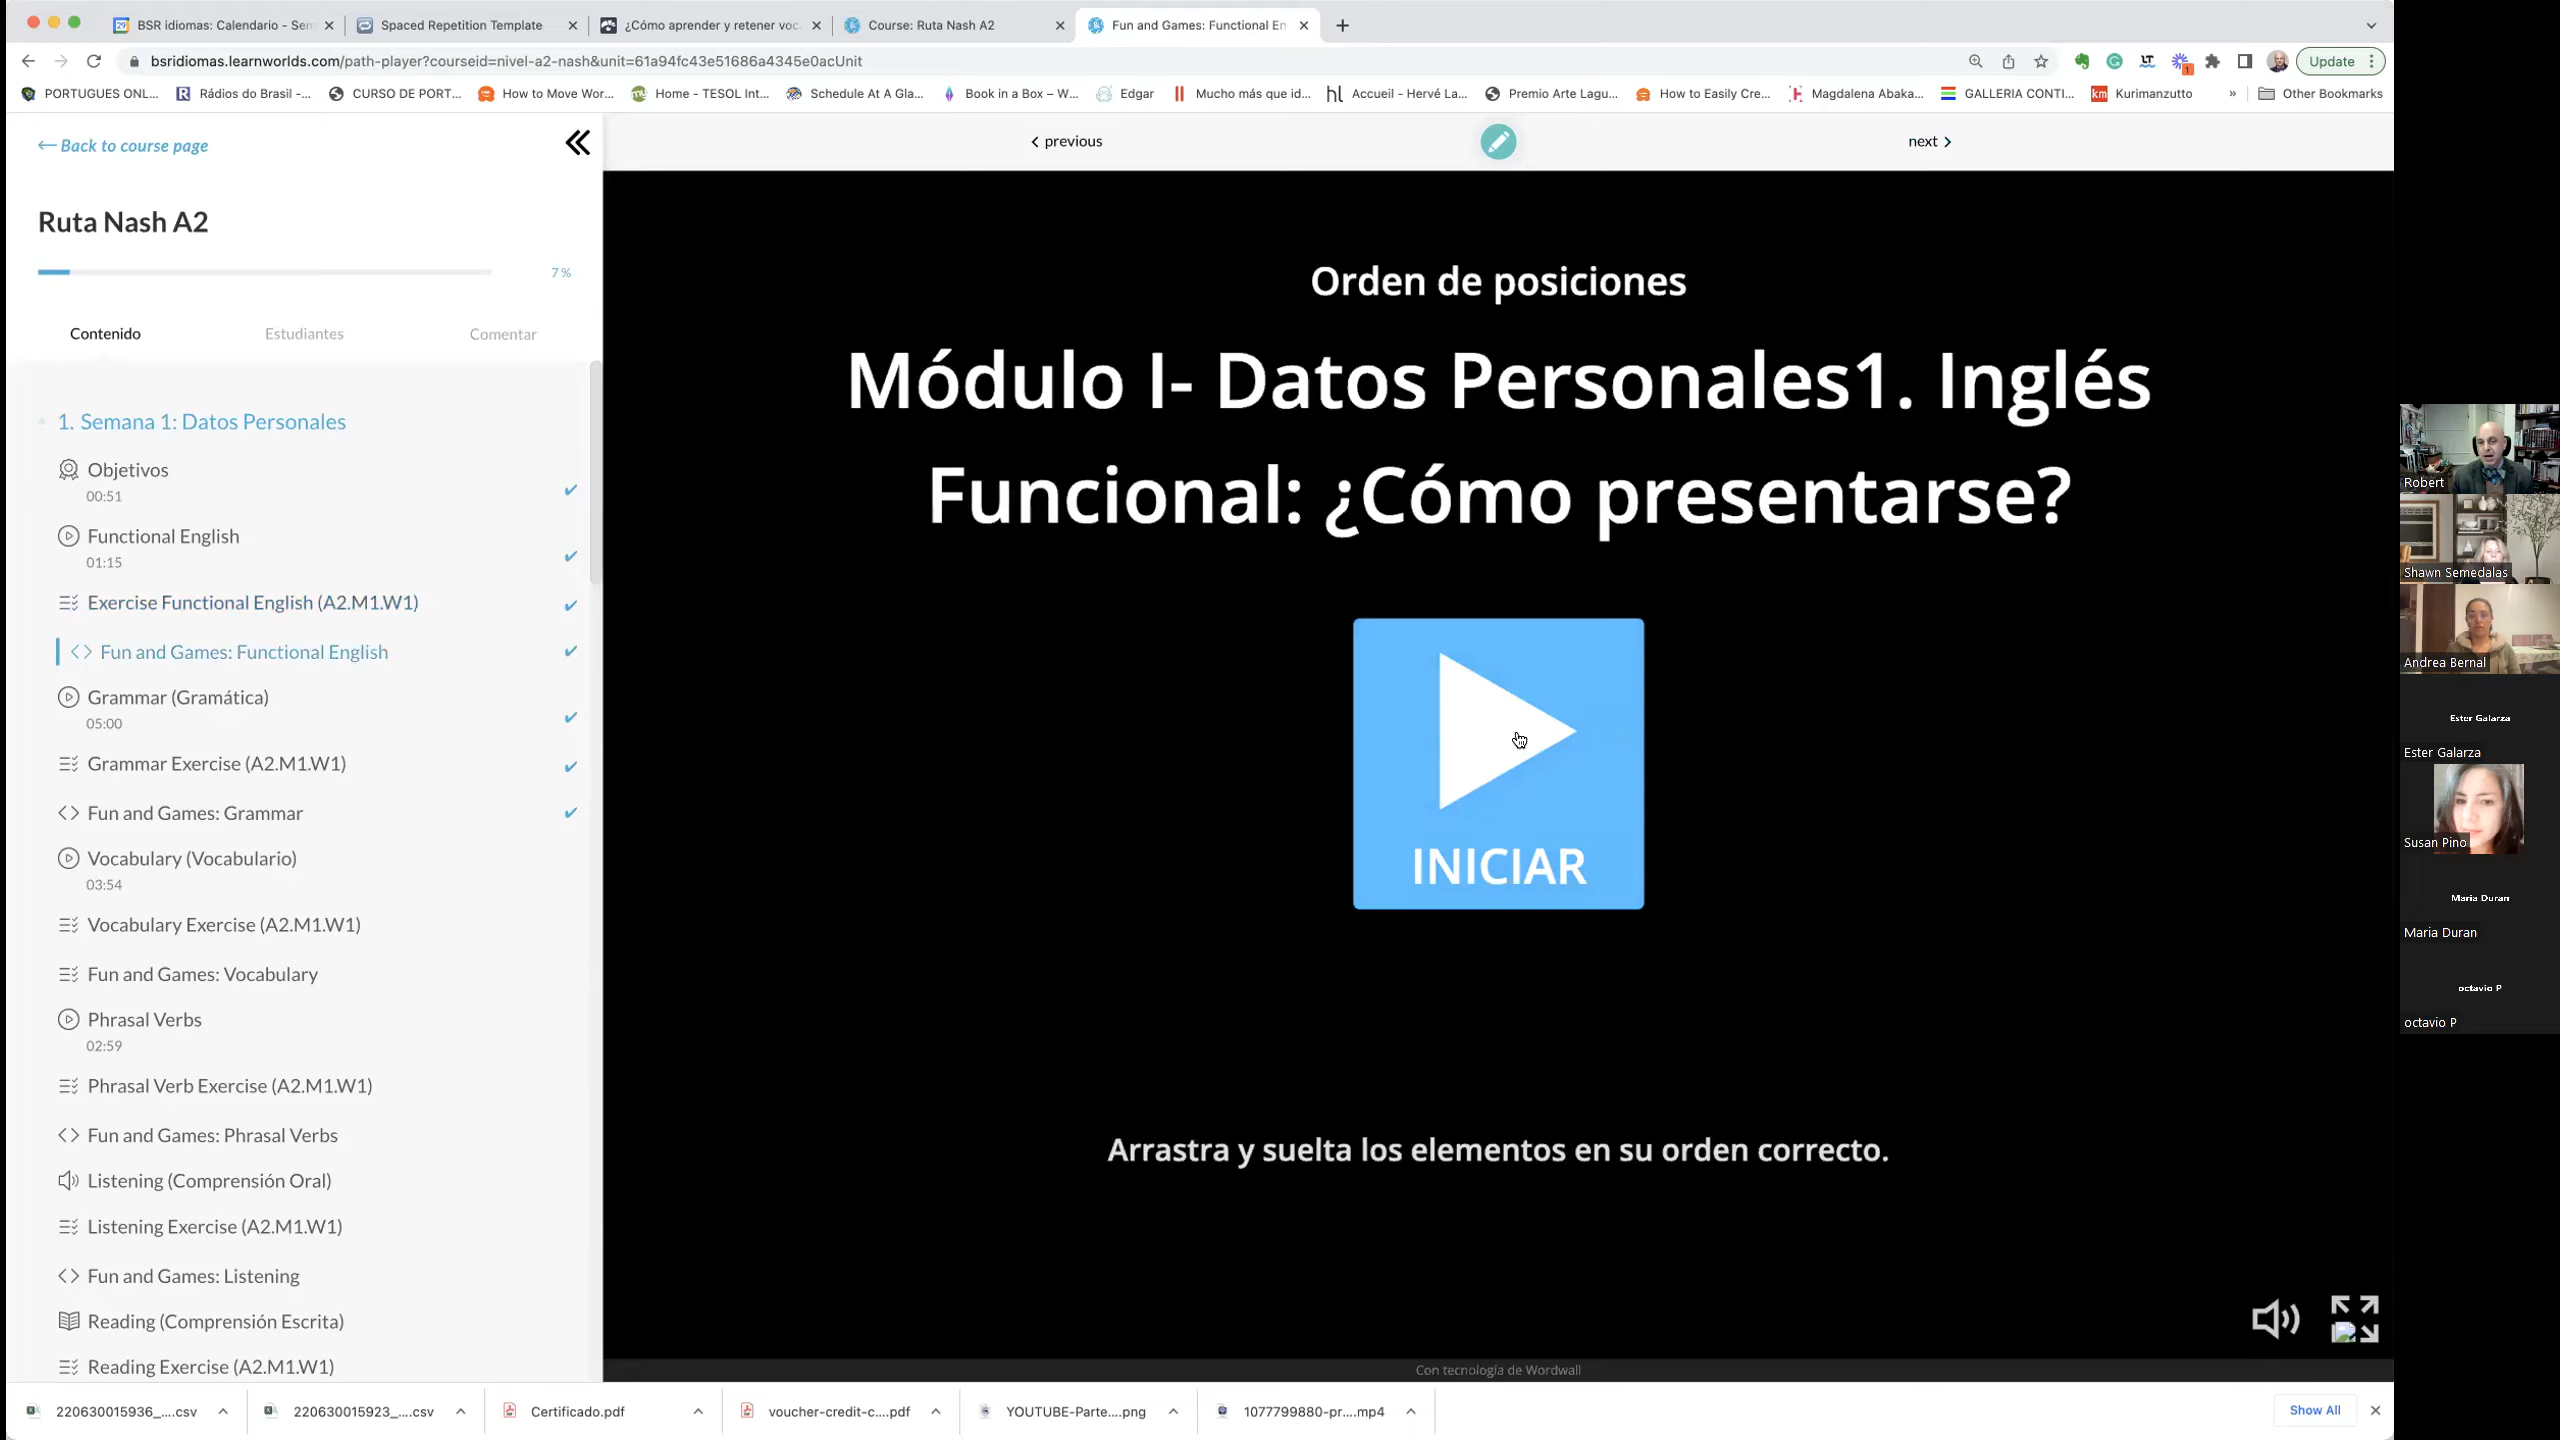 BSR idiomas: Calendario - Sem
Spaced Repetition Template
¿Cómo aprender y retener voc
Course: Ruta Nash A2
Fun and Games: Functional En
bsridiomas.learnworlds.com/path-player?courseid=nivel-a2-nash&unit=61a94fc43e51686a4345e0acUnit
Update
PORTUGUES ONL...
Rádios do Brasil -...
CURSO DE PORT...
How to Move Wor...
Home - TESOL Int...
Schedule At A Gla...
Book in a Box – W...
Edgar
Mucho más que id...
Accueil - Hervé La...
Premio Arte Lagu...
How to Easily Cre...
Magdalena Abaka...
GALLERIA CONTI...
Kurimanzutto
»
Other Bookmarks
Back to course page
previous
next
Ruta Nash A2
7%
Contenido
Estudiantes
Comentar
1. Semana 1: Datos Personales
Objetivos
00:51
Functional English
01:15
Exercise Functional English (A2.M1.W1)
Fun and Games: Functional English
Grammar (Gramática)
05:00
Grammar Exercise (A2.M1.W1)
Fun and Games: Grammar
Vocabulary (Vocabulario)
03:54
Vocabulary Exercise (A2.M1.W1)
Fun and Games: Vocabulary
Phrasal Verbs
02:59
Phrasal Verb Exercise (A2.M1.W1)
Fun and Games: Phrasal Verbs
Listening (Comprensión Oral)
Listening Exercise (A2.M1.W1)
Fun and Games: Listening
Reading (Comprensión Escrita)
Reading Exercise (A2.M1.W1)
Orden de posiciones
Módulo I- Datos Personales1. Inglés
Funcional: ¿Cómo presentarse?
INICIAR
Arrastra y suelta los elementos en su orden correcto.
Con tecnología de Wordwall
Robert
Shawn Semedalas
Andrea Bernal
Ester Galarza
Ester Galarza
Susan Pino
Maria Duran
Maria Duran
octavio P
octavio P
220630015936_....csv
220630015923_....csv
Certificado.pdf
voucher-credit-c....pdf
YOUTUBE-Parte....png
1077799880-pr....mp4
Show All